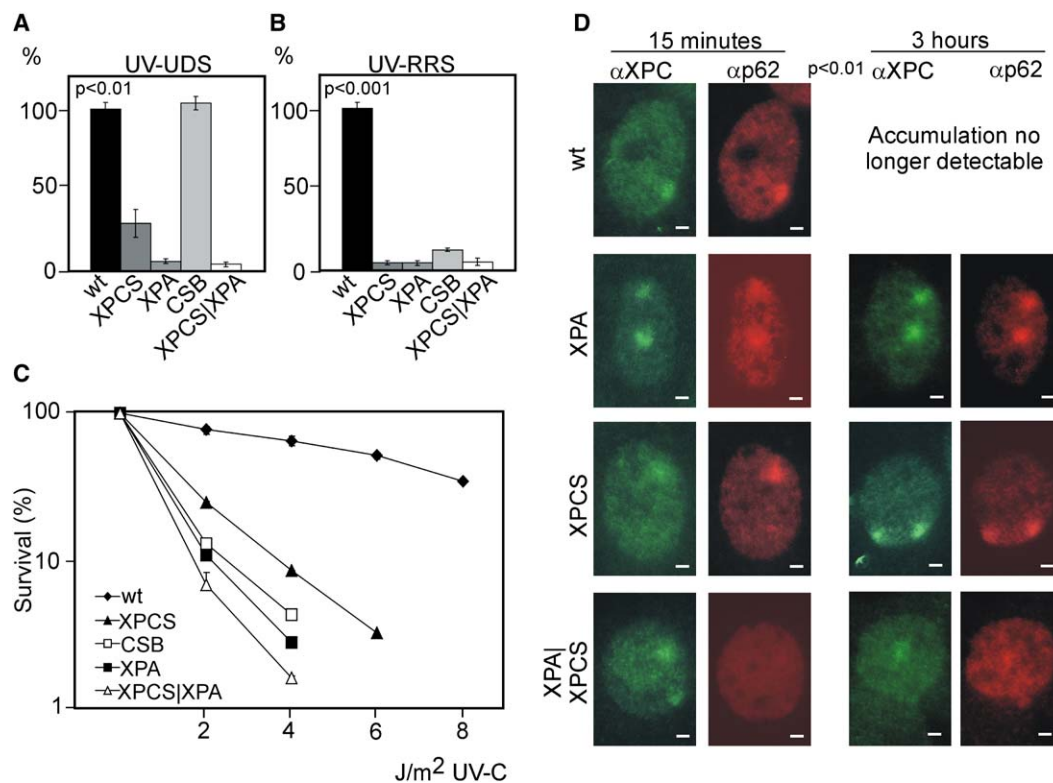 A
%
UV-UDS
p<0.01
100
50
0
wt
XPCS
XPA
CSB
XPCS|XPA
B
%
UV-RRS
p<0.001
100
50
0
wt
XPCS
XPA
CSB
XPCS|XPA
C
Survival (%)
100
10
1
wt
XPCS
CSB
XPA
XPCS|XPA
2 4 6 8
J/m² UV-C
D
15 minutes
3 hours
αXPC αp62 p<0.01 αXPC αp62
wt
Accumulation no
longer detectable
XPA
XPCS
XPA|
XPCS